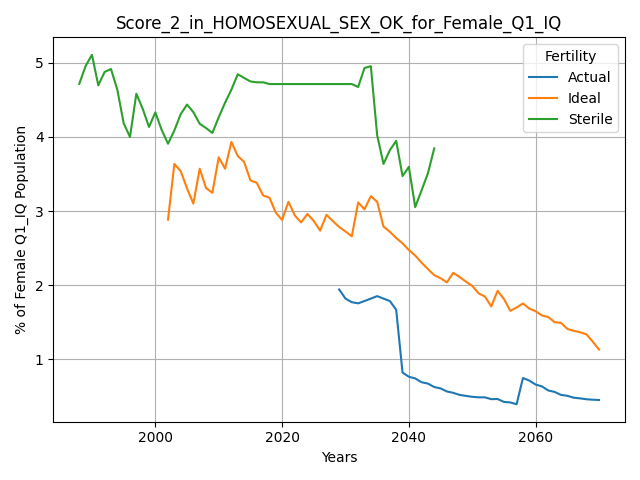 Score_2_in_HOMOSEXUAL_SEX_OK_for_Female_Q1_IQ
Fertility
Actual
Ideal
Sterile
% of Female Q1_IQ Population
5
4
3
2
1
2000 2020 2040 2060
Years